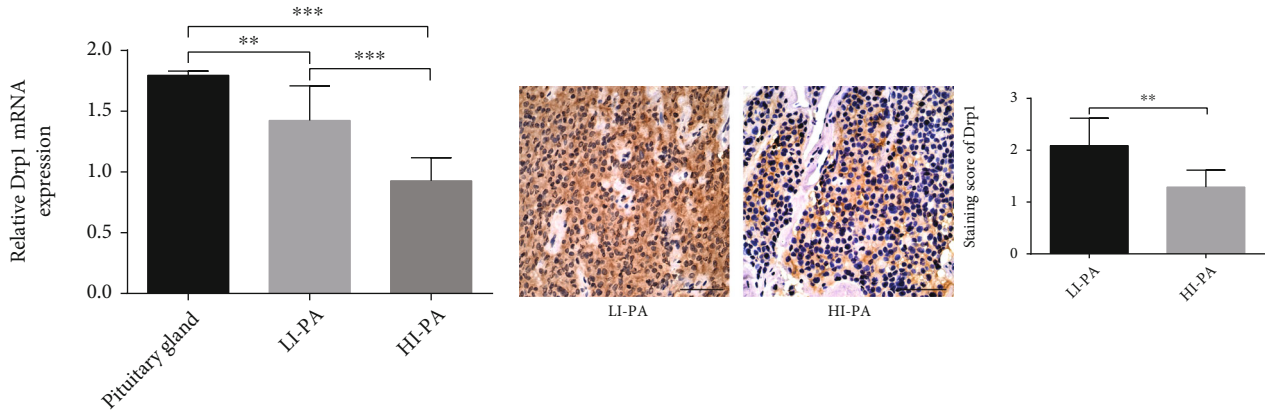 ***
**
***
2.0
1.5
1.0
0.5
0.0
Relative Drp1 mRNA
expression
Pituitary gland
LI-PA
HI-PA
LI-PA
HI-PA
**
3
2
1
0
Staining score of Drp1
LI-PA
HI-PA